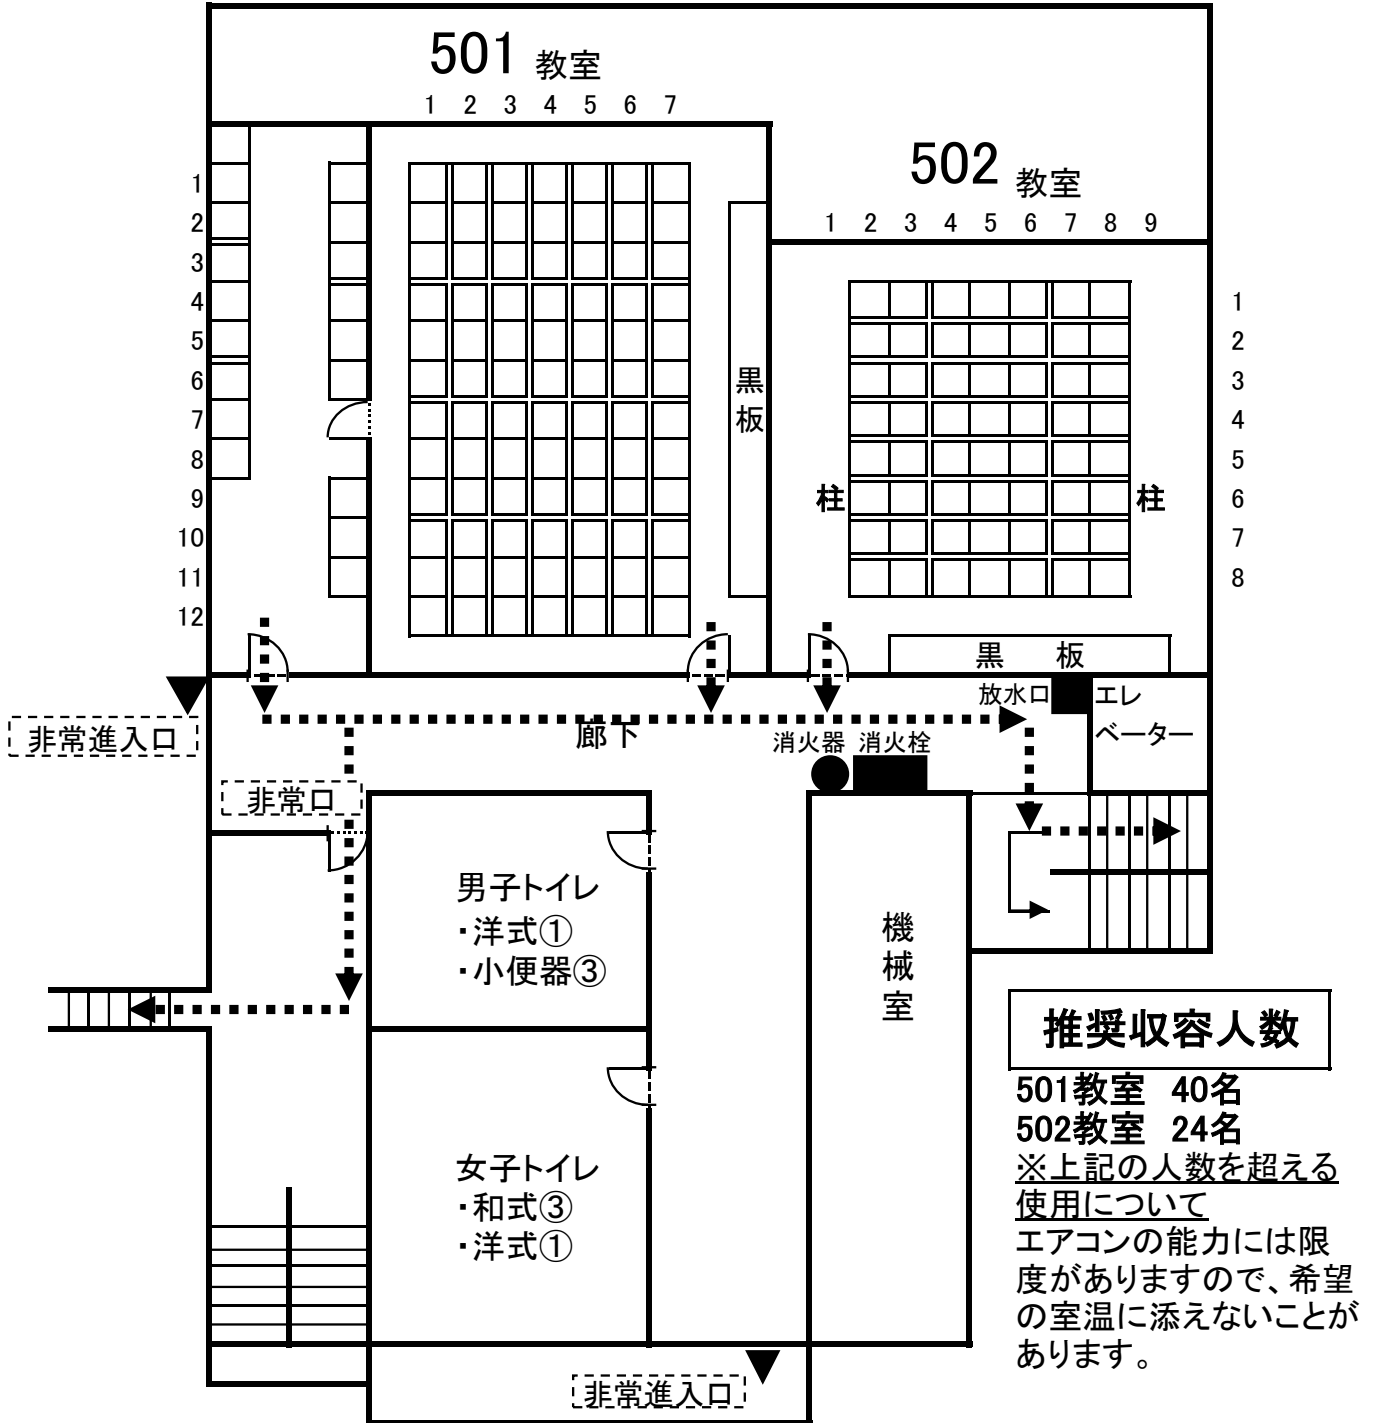 501 教室
1 2 3 4 5 6 7
502 教室
1 2 3 4 5 6 7 8 9
1
2
3
4
5
6
7
8
9
10
11
12
黒板
1
2
3
4
5
6
7
8
柱
柱
黒 板
放水口
エレ
ベーター
非常進入口
廊下
消火器 消火栓
非常口
男子トイレ
・洋式①
・小便器③
機械室
女子トイレ
・和式③
・洋式①
非常進入口
推奨収容人数
501教室 40名
502教室 24名
※上記の人数を超える
使用について
エアコンの能力には限
度がありますので、希望
の室温に添えないことが
あります。